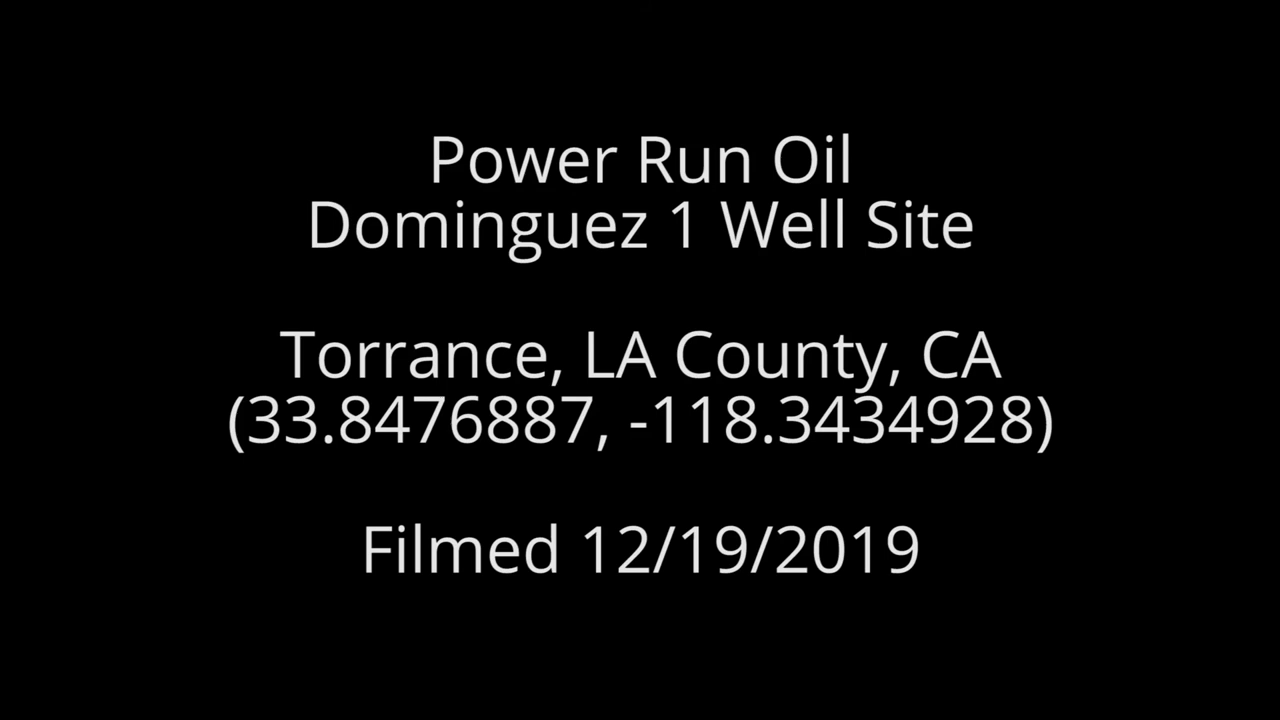 Power Run Oil
Dominguez 1 Well Site
Torrance, LA County, CA
(33.8476887, -118.3434928)
Filmed 12/19/2019